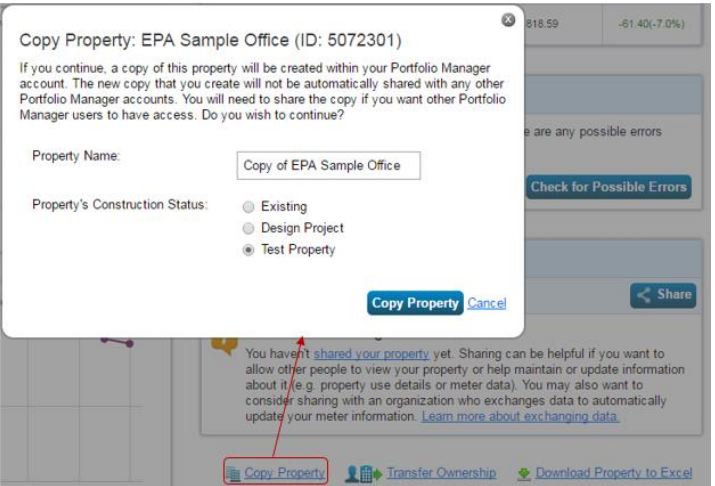 Copy Property: EPA Sample Office (ID: 5072301)
If you continue, a copy of this property will be created within your Portfolio Manager
account. The new copy that you create will not be automatically shared with any other
Portfolio Manager accounts. You will need to share the copy if you want other Portfolio
Manager users to have access. Do you wish to continue?
Property Name:
Copy of EPA Sample Office
Property's Construction Status:
Existing
Design Project
Test Property
Copy Property Cancel
818.59 -61.40(-7.0%)
e are any possible errors
Check for Possible Errors
Share
You haven't shared your property yet. Sharing can be helpful if you want to
allow other people to view your property or help maintain or update information
about it (e.g. property use details or meter data). You may also want to
consider sharing with an organization who exchanges data to automatically
update your meter information. Learn more about exchanging data.
Copy Property Transfer Ownership Download Property to Excel